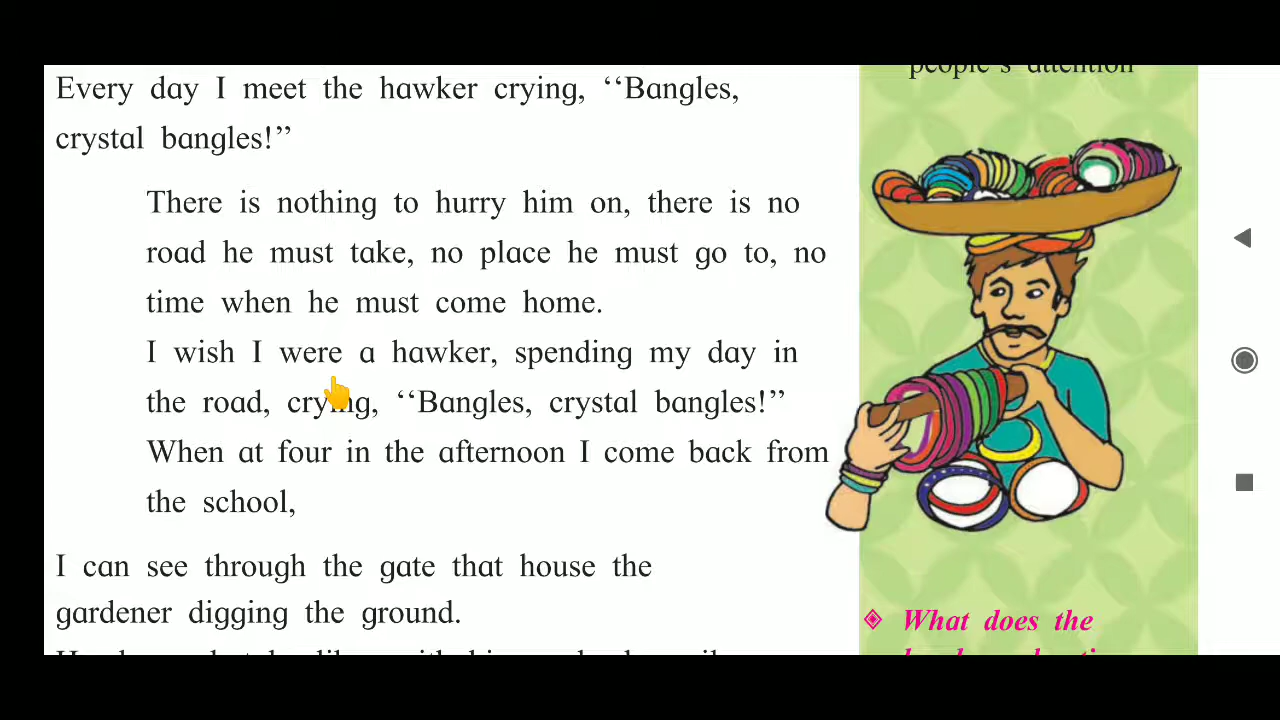 people's attention
Every day I meet the hawker crying, ‘‘Bangles,
crystal bangles!’’
There is nothing to hurry him on, there is no
road he must take, no place he must go to, no
time when he must come home.
I wish I were a hawker, spending my day in
the road, crying, ‘‘Bangles, crystal bangles!’’
When at four in the afternoon I come back from
the school,
I can see through the gate that house the
gardener digging the ground.
What does the